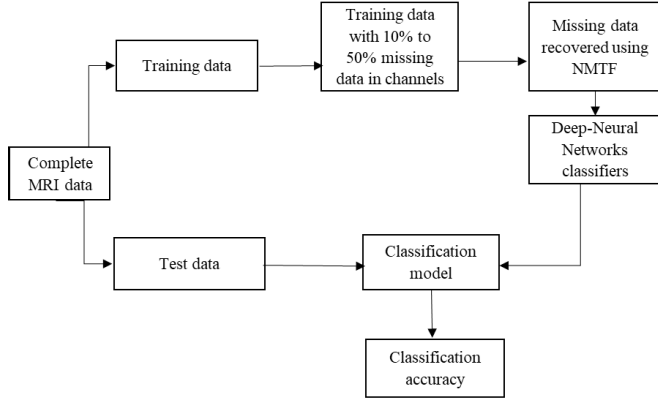 Training data
Training data
with 10% to
50% missing
data in channels
Missing data
recovered using
NMTF
Complete
MRI data
Deep-Neural
Networks
classifiers
Test data
Classification
model
Classification
accuracy